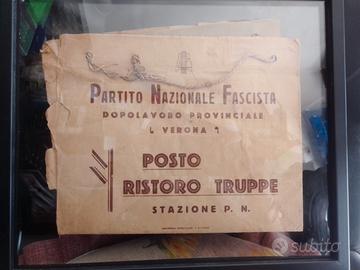 PARTITO NAZIONALE FASCISTA
DOPOLAVORO PROVINCIALE
VERONA
POSTO
RISTORO TRUPPE
STAZIONE P. N.
subito